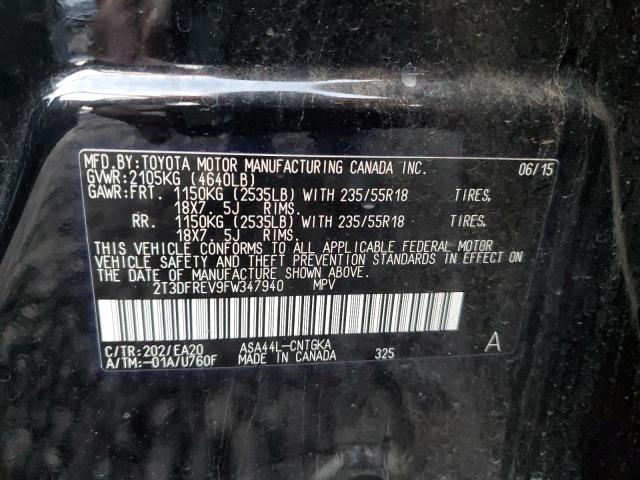 MFD.BY:TOYOTA MOTOR MANUFACTURING CANADA INC. 06/15
GVWR:2105KG (4640LB)
GAWR:FRT. 1150KG (2535LB) WITH 235/55R18 TIRES,
18X7 5J RIMS.
RR. 1150KG (2535LB) WITH 235/55R18 TIRES,
18X7 5J RIMS.
THIS VEHICLE CONFORMS TO ALL APPLICABLE FEDERAL MOTOR
VEHICLE SAFETY AND THEFT PREVENTION STANDARDS IN EFFECT ON
THE DATE OF MANUFACTURE SHOWN ABOVE.
2T3DFREV9FW347940 MPV
C/TR:202/EA20 ASA44L-CNTGKA
A/TM:-01A/U760F MADE IN CANADA 325 A